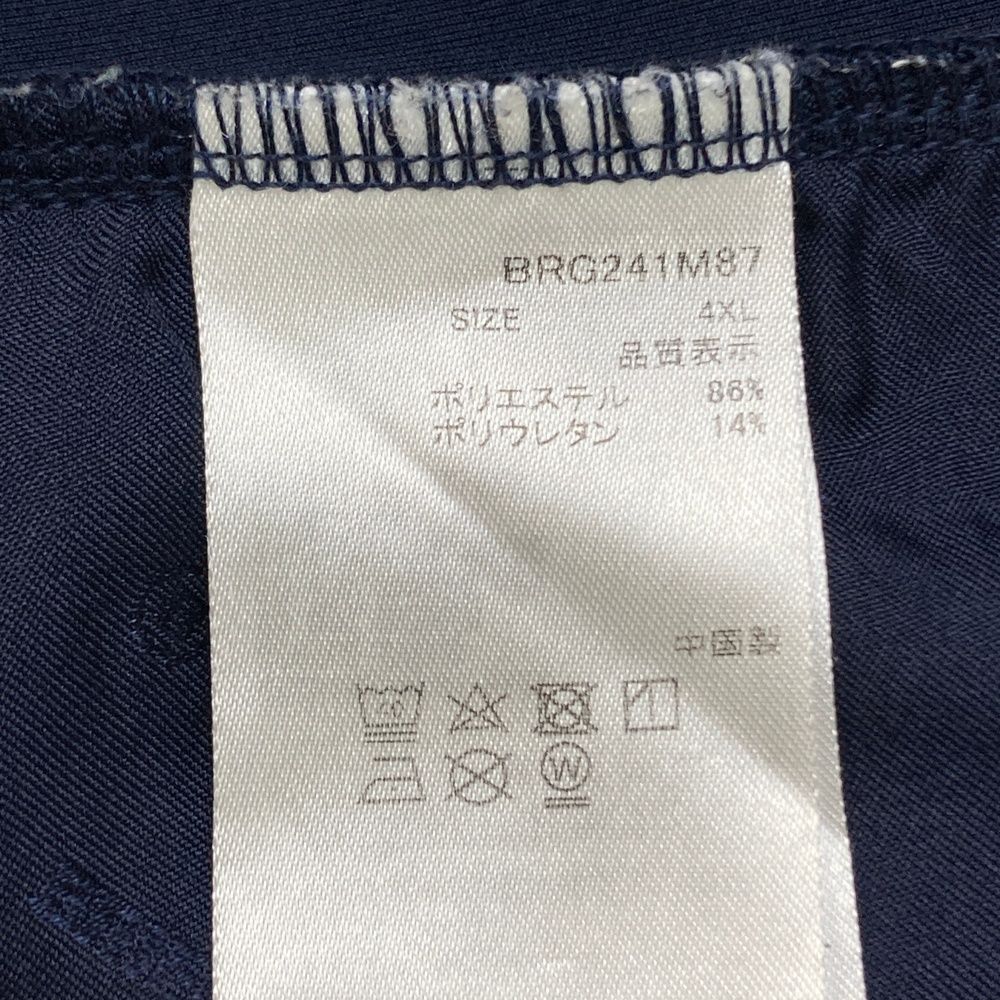 BRG241M87
SIZE 4XL
品質表示
ポリエステル 86%
ポリウレタン 14%
中国製
30
W